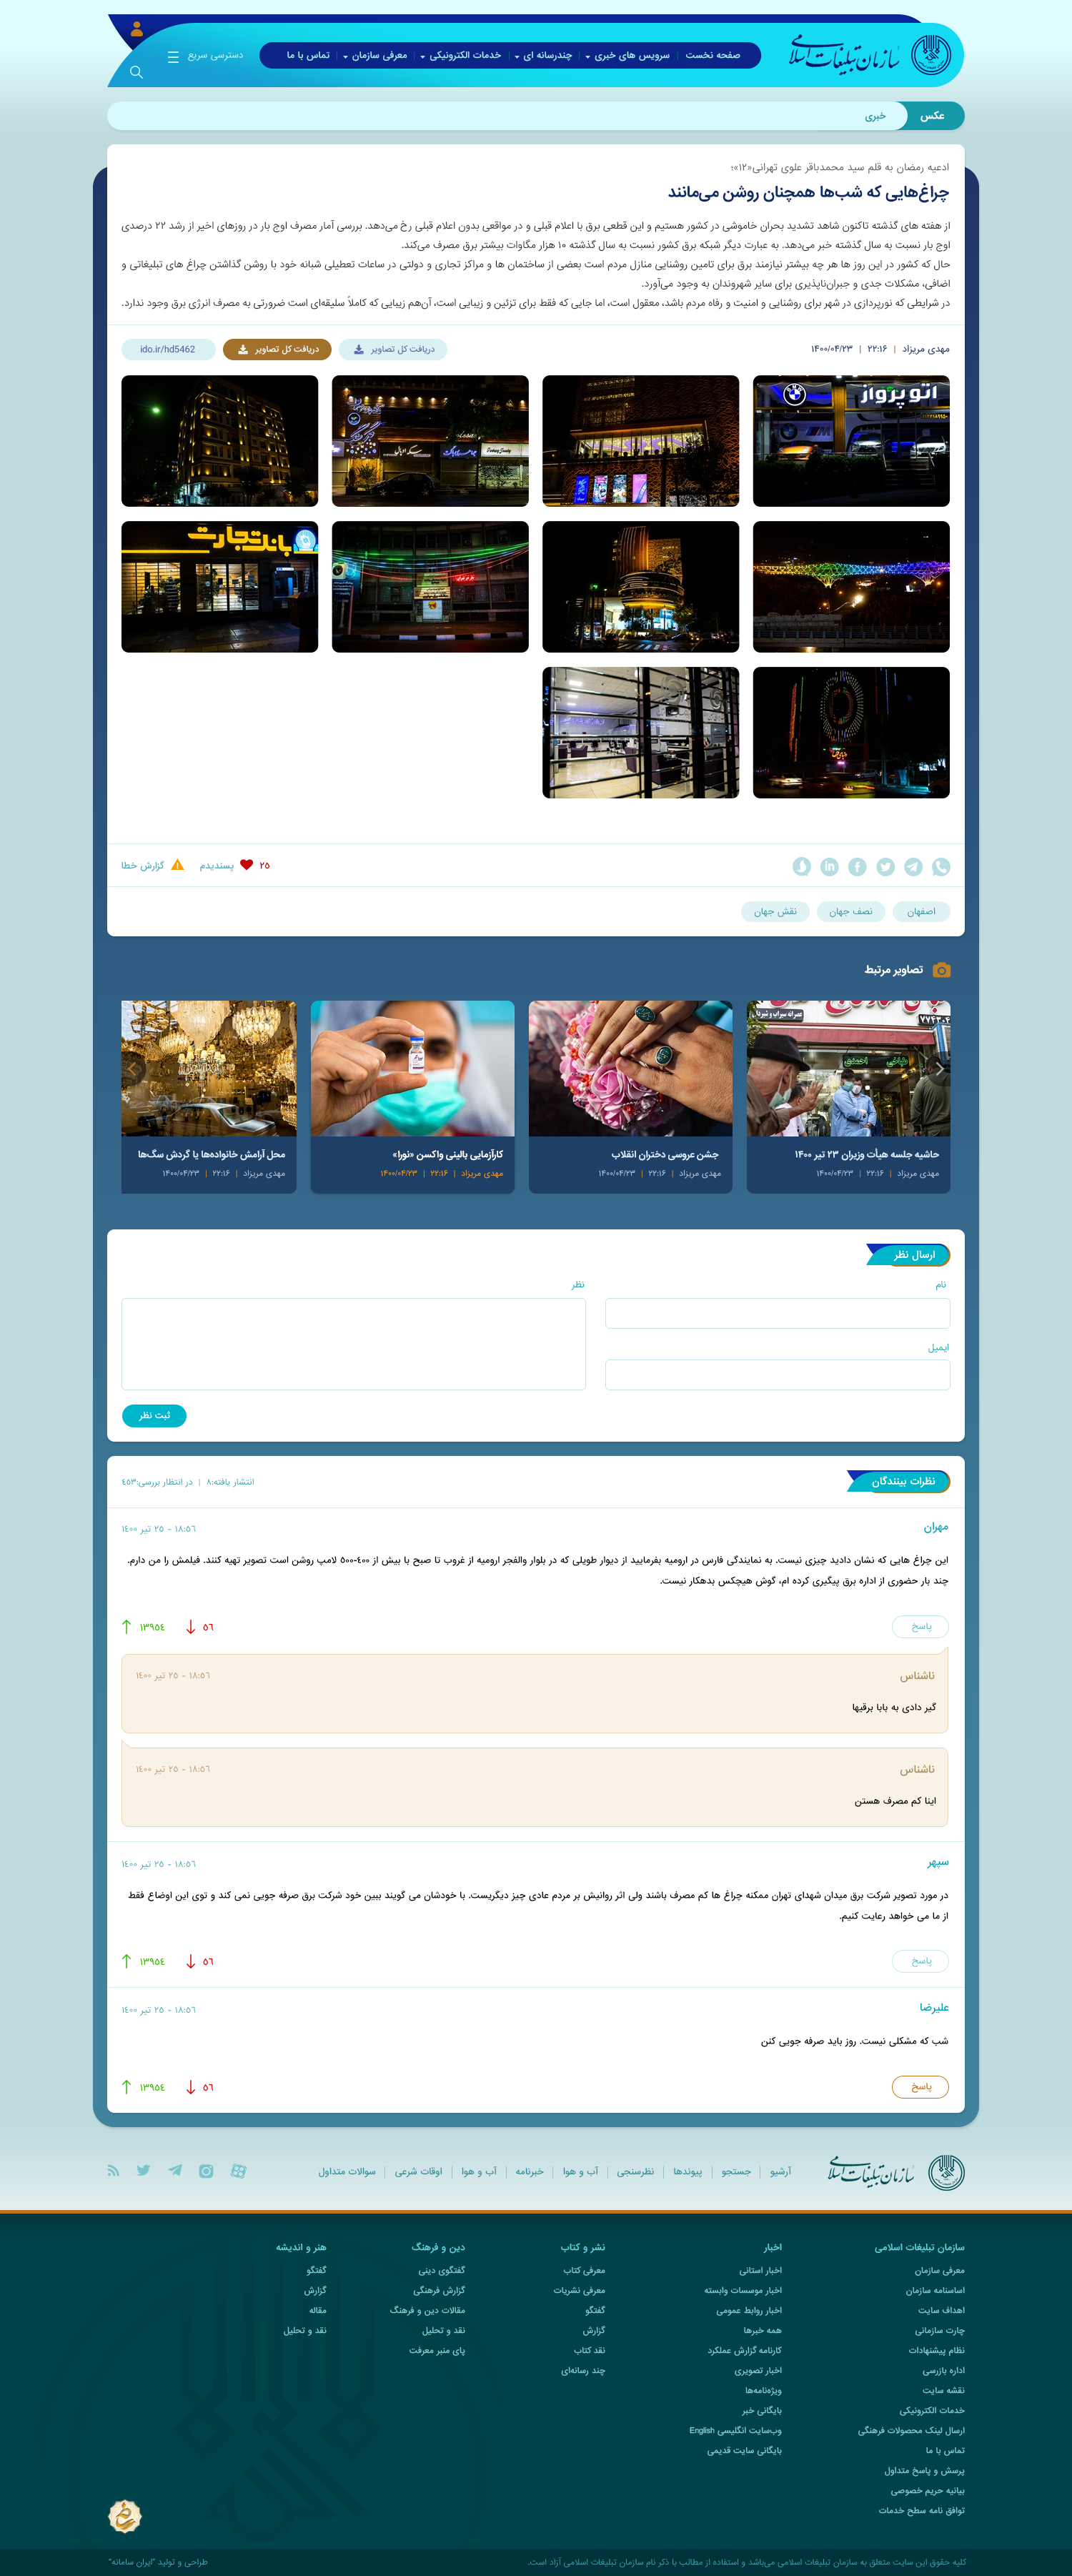 سازمان تبلیغات اسلامی
صفحه نخست | سرویس های خبری | چندرسانه ای | خدمات الکترونیکی | معرفی سازمان | تماس با ما
دسترسی سریع
عکس
خبری
ادعیه رمضان به قلم سید محمدباقر علوی تهرانی«۱۲»؛
چراغ‌هایی که شب‌ها همچنان روشن می‌مانند
از هفته های گذشته تاکنون شاهد تشدید بحران خاموشی در کشور هستیم و این قطعی برق با اعلام قبلی و در مواقعی بدون اعلام قبلی رخ می‌دهد. بررسی آمار مصرف اوج بار در روزهای اخیر از رشد ۲۲ درصدی
اوج بار نسبت به سال گذشته خبر می‌دهد. به عبارت دیگر شبکه برق کشور نسبت به سال گذشته ۱۰ هزار مگاوات بیشتر برق مصرف می‌کند.
حال که کشور در این روز ها هر چه بیشتر نیازمند برق برای تامین روشنایی منازل مردم است بعضی از ساختمان ها و مراکز تجاری و دولتی در ساعات تعطیلی شبانه خود با روشن گذاشتن چراغ های تبلیغاتی و
اضافی، مشکلات جدی و جبران‌ناپذیری برای سایر شهروندان به وجود می‌آورد.
در شرایطی که نورپردازی در شهر برای روشنایی و امنیت و رفاه مردم باشد، معقول است، اما جایی که فقط برای تزئین و زیبایی است، آن‌هم زیبایی که کاملاً سلیقه‌ای است ضرورتی به مصرف انرژی برق وجود ندارد.
مهدی مریزاد | ۲۲:۱۶ | ۱۴۰۰/۰۴/۲۳
دریافت کل تصاویر
دریافت کل تصاویر
ido.ir/hd5462
اتو پرواز
بانک تجارت
۲۵ پسندیدم
گزارش خطا
اصفهان
نصف جهان
نقش جهان
تصاویر مرتبط
حاشیه جلسه هیأت وزیران ۲۳ تیر ۱۴۰۰
مهدی مریزاد | ۲۲:۱۶ | ۱۴۰۰/۰۴/۲۳
جشن عروسی دختران انقلاب
مهدی مریزاد | ۲۲:۱۶ | ۱۴۰۰/۰۴/۲۳
کارآزمایی بالینی واکسن «نورا»
مهدی مریزاد | ۲۲:۱۶ | ۱۴۰۰/۰۴/۲۳
محل آرامش خانواده‌ها یا گردش سگ‌ها
مهدی مریزاد | ۲۲:۱۶ | ۱۴۰۰/۰۴/۲۳
ارسال نظر
نام
نظر
ایمیل
ثبت نظر
نظرات بینندگان
انتشار یافته:۸ | در انتظار بررسی:۴۵۳
مهران
۱۸:۵۶ - ۲۵ تیر ۱۴۰۰
این چراغ هایی که نشان دادید چیزی نیست. به نمایندگی فارس در ارومیه بفرمایید از دیوار طویلی که در بلوار والفجر ارومیه از غروب تا صبح با بیش از ۴۰۰-۵۰۰ لامپ روشن است تصویر تهیه کنند. فیلمش را من دارم.
چند بار حضوری از اداره برق پیگیری کرده ام، گوش هیچکس بدهکار نیست.
پاسخ
۵۶
۱۳۹۵۴
ناشناس
۱۸:۵۶ - ۲۵ تیر ۱۴۰۰
گیر دادی به بابا برقیها
ناشناس
۱۸:۵۶ - ۲۵ تیر ۱۴۰۰
اینا کم مصرف هستن
سپهر
۱۸:۵۶ - ۲۵ تیر ۱۴۰۰
در مورد تصویر شرکت برق میدان شهدای تهران ممکنه چراغ ها کم مصرف باشند ولی اثر روانیش بر مردم عادی چیز دیگریست. با خودشان می گویند ببین خود شرکت برق صرفه جویی نمی کند و توی این اوضاع فقط
از ما می خواهد رعایت کنیم.
پاسخ
۵۶
۱۳۹۵۴
علیرضا
۱۸:۵۶ - ۲۵ تیر ۱۴۰۰
شب که مشکلی نیست. روز باید صرفه جویی کنن
پاسخ
۵۶
۱۳۹۵۴
سازمان تبلیغات اسلامی
آرشیو | جستجو | پیوندها | نظرسنجی | آب و هوا | خبرنامه | آب و هوا | اوقات شرعی | سوالات متداول
سازمان تبلیغات اسلامی
معرفی سازمان
اساسنامه سازمان
اهداف سایت
چارت سازمانی
نظام پیشنهادات
اداره بازرسی
نقشه سایت
خدمات الکترونیکی
ارسال لینک محصولات فرهنگی
تماس با ما
پرسش و پاسخ متداول
بیانیه حریم خصوصی
توافق نامه سطح خدمات
اخبار
اخبار استانی
اخبار موسسات وابسته
اخبار روابط عمومی
همه خبرها
کارنامه گزارش عملکرد
اخبار تصویری
ویژه‌نامه‌ها
بایگانی خبر
وب‌سایت انگلیسی English
بایگانی سایت قدیمی
نشر و کتاب
معرفی کتاب
معرفی نشریات
گفتگو
گزارش
نقد کتاب
چند رسانه‌ای
دین و فرهنگ
گفتگوی دینی
گزارش فرهنگی
مقالات دین و فرهنگ
نقد و تحلیل
پای منبر معرفت
هنر و اندیشه
گفتگو
گزارش
مقاله
نقد و تحلیل
کلیه حقوق این سایت متعلق به سازمان تبلیغات اسلامی می‌باشد و استفاده از مطالب با ذکر نام سازمان تبلیغات اسلامی آزاد است.
طراحی و تولید "ایران سامانه"